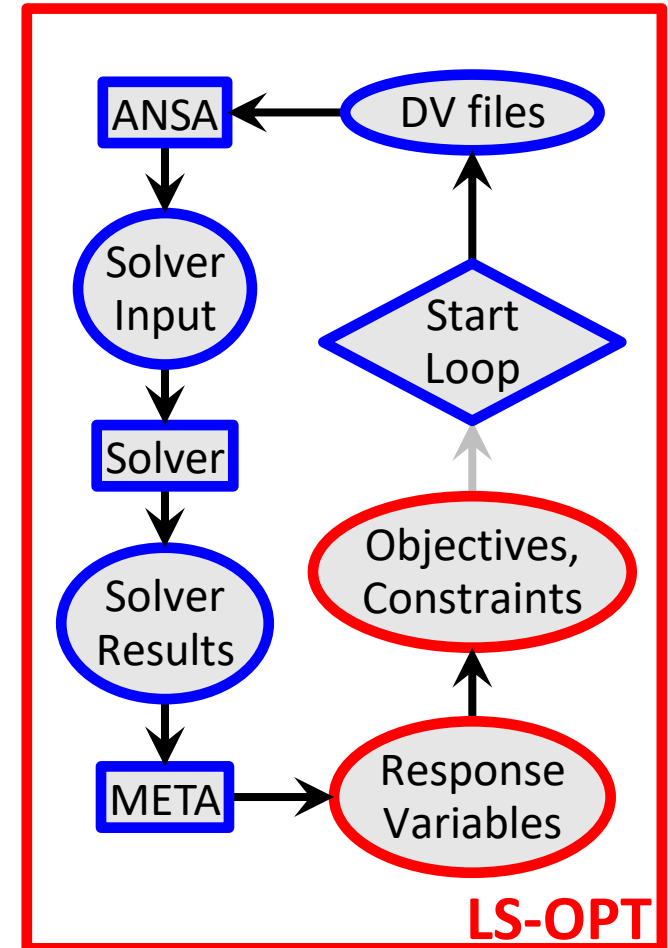 ANSA
DV files
Solver
Input
Start
Loop
Solver
Objectives,
Constraints
Solver
Results
META
Response
Variables
LS-OPT